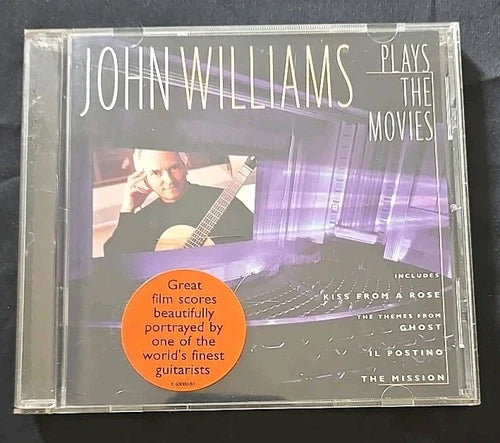 JOHN WILLIAMS
PLAYS
THE
MOVIES
INCLUDES
KISS FROM A ROSE
THE THEMES FROM
GHOST
IL POSTINO
THE MISSION
Great
film scores
beautifully
portrayed by
one of the
world's finest
guitarists